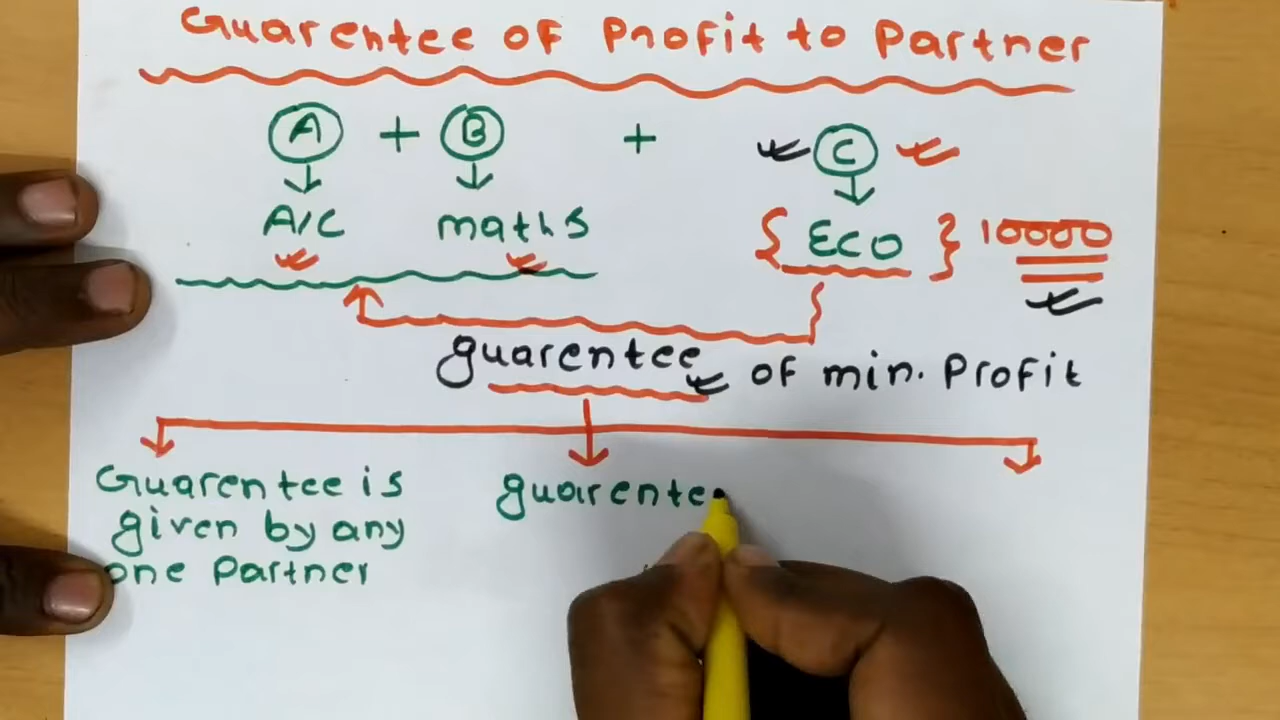 Guarentee of Profit to Partner
A + B + C
A/C maths { ECO } 10000
guarentee of min. Profit
Guarentee is
given by any
one Partner
guarentee